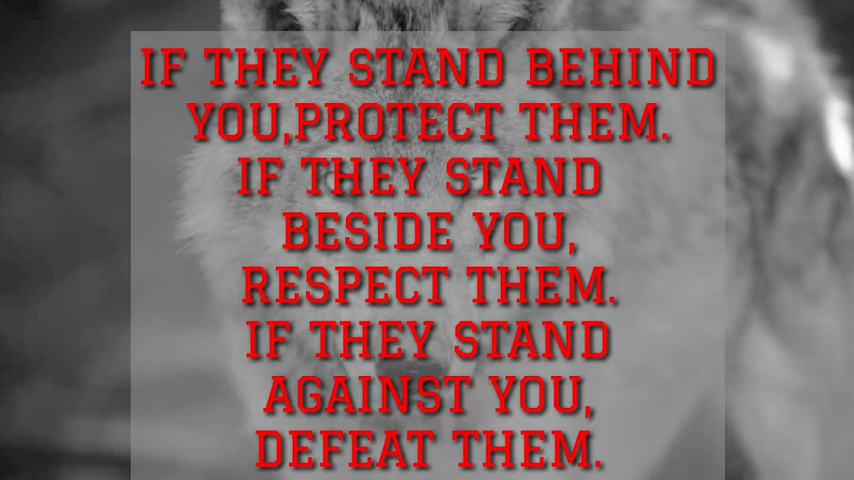 IF THEY STAND BEHIND
YOU,PROTECT THEM.
IF THEY STAND
BESIDE YOU,
RESPECT THEM.
IF THEY STAND
AGAINST YOU,
DEFEAT THEM.